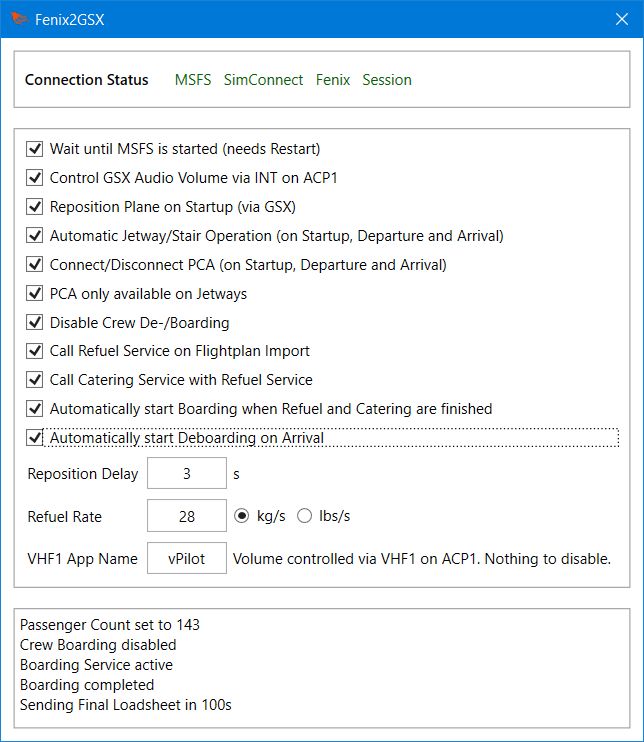 Fenix2GSX
Connection Status MSFS SimConnect Fenix Session
Wait until MSFS is started (needs Restart)
Control GSX Audio Volume via INT on ACP1
Reposition Plane on Startup (via GSX)
Automatic Jetway/Stair Operation (on Startup, Departure and Arrival)
Connect/Disconnect PCA (on Startup, Departure and Arrival)
PCA only available on Jetways
Disable Crew De-/Boarding
Call Refuel Service on Flightplan Import
Call Catering Service with Refuel Service
Automatically start Boarding when Refuel and Catering are finished
Automatically start Deboarding on Arrival
Reposition Delay 3 s
Refuel Rate 28 kg/s lbs/s
VHF1 App Name vPilot Volume controlled via VHF1 on ACP1. Nothing to disable.
Passenger Count set to 143
Crew Boarding disabled
Boarding Service active
Boarding completed
Sending Final Loadsheet in 100s